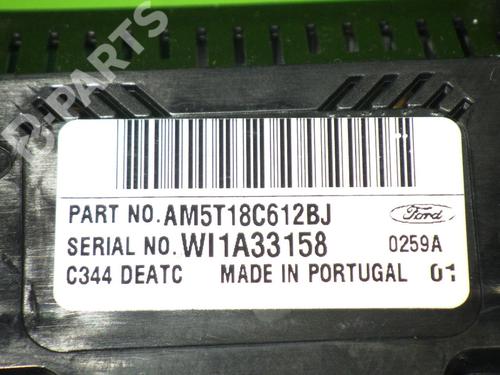 B-PARTS
PART NO. AM5T18C612BJ
Ford
SERIAL NO. WI1A33158
0259A
C344 DEATC MADE IN PORTUGAL 01